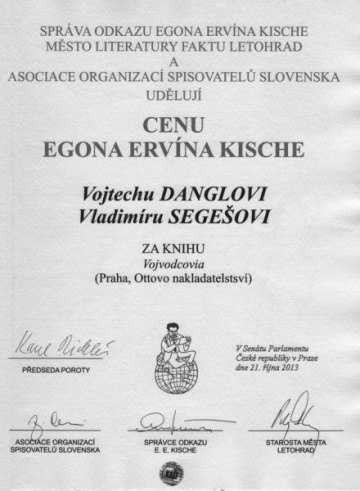 SPRÁVA ODKAZU EGONA ERVÍNA KISCHE
MĚSTO LITERATURY FAKTU LETOHRAD
A
ASOCIACE ORGANIZACÍ SPISOVATELŮ SLOVENSKA
UDĚLUJÍ
CENU
EGONA ERVÍNA KISCHE
Vojtechu DANGLOVI
Vladimíru SEGEŠOVI
ZA KNIHU
Vojvodcovia
(Praha, Ottovo nakladatelství)
PŘEDSEDA POROTY
V Senátu Parlamentu
České republiky v Praze
dne 21. října 2013
ASOCIACE ORGANIZACÍ
SPISOVATELŮ SLOVENSKA
SPRÁVCE ODKAZU
E. E. KISCHE
STAROSTA MĚSTA
LETOHRAD